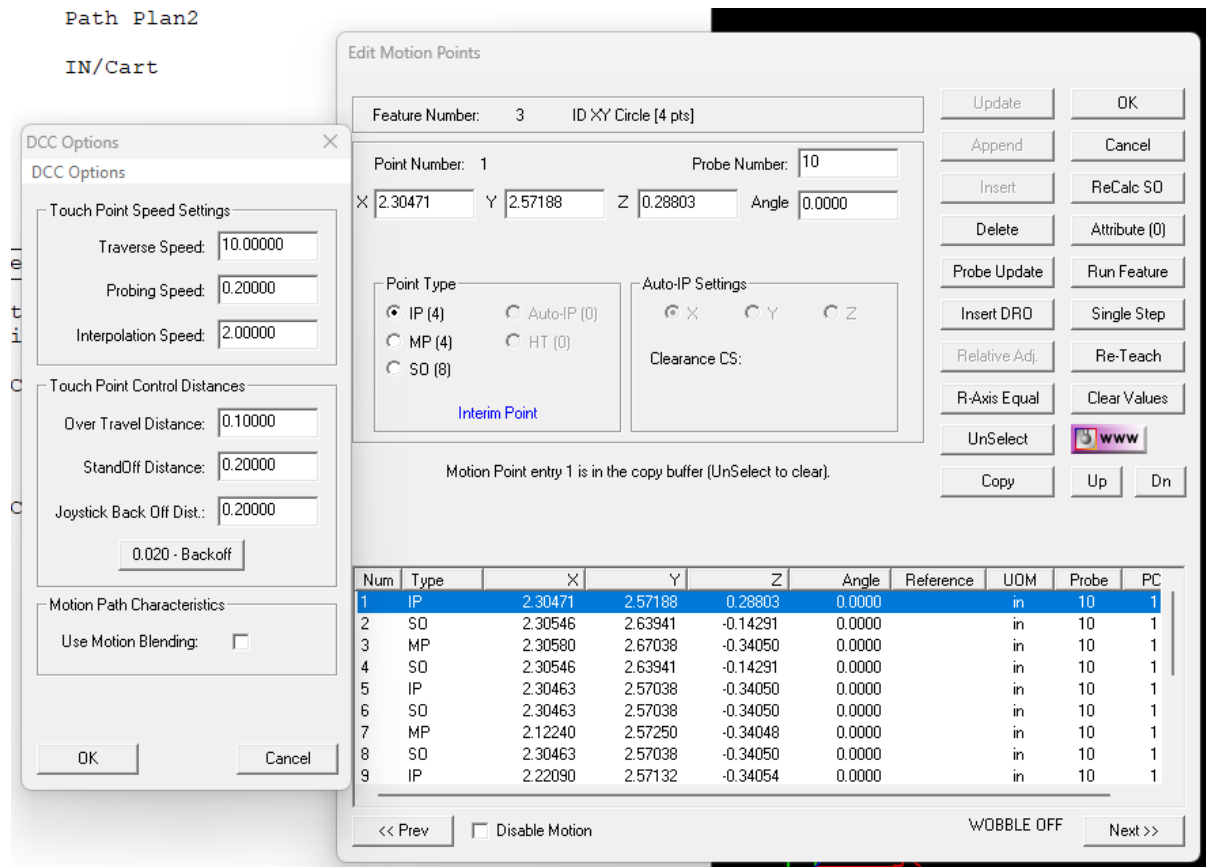 Path Plan2
IN/Cart
DCC Options
DCC Options
Touch Point Speed Settings
Traverse Speed: 10.00000
Probing Speed: 0.20000
Interpolation Speed: 2.00000
Touch Point Control Distances
Over Travel Distance: 0.10000
StandOff Distance: 0.20000
Joystick Back Off Dist.: 0.20000
0.020 - Backoff
Motion Path Characteristics
Use Motion Blending:
OK Cancel
Edit Motion Points
Feature Number: 3 ID XY Circle [4 pts]
Point Number: 1 Probe Number: 10
X 2.30471 Y 2.57188 Z 0.28803 Angle 0.0000
Point Type
IP (4) Auto-IP (0)
MP (4) HT (0)
SO (8)
Interim Point
Auto-IP Settings
X Y Z
Clearance CS:
Motion Point entry 1 is in the copy buffer (UnSelect to clear).
Update OK
Append Cancel
Insert ReCalc SO
Delete Attribute (0)
Probe Update Run Feature
Insert DRO Single Step
Relative Adj. Re-Teach
R-Axis Equal Clear Values
UnSelect www
Copy Up Dn
Num Type X Y Z Angle Reference UOM Probe PC
1 IP 2.30471 2.57188 0.28803 0.0000 in 10 1
2 SO 2.30546 2.63941 -0.14291 0.0000 in 10 1
3 MP 2.30580 2.67038 -0.34050 0.0000 in 10 1
4 SO 2.30546 2.63941 -0.14291 0.0000 in 10 1
5 IP 2.30463 2.57038 -0.34050 0.0000 in 10 1
6 SO 2.30463 2.57038 -0.34050 0.0000 in 10 1
7 MP 2.12240 2.57250 -0.34048 0.0000 in 10 1
8 SO 2.30463 2.57038 -0.34050 0.0000 in 10 1
9 IP 2.22090 2.57132 -0.34054 0.0000 in 10 1
<< Prev Disable Motion WOBBLE OFF Next >>